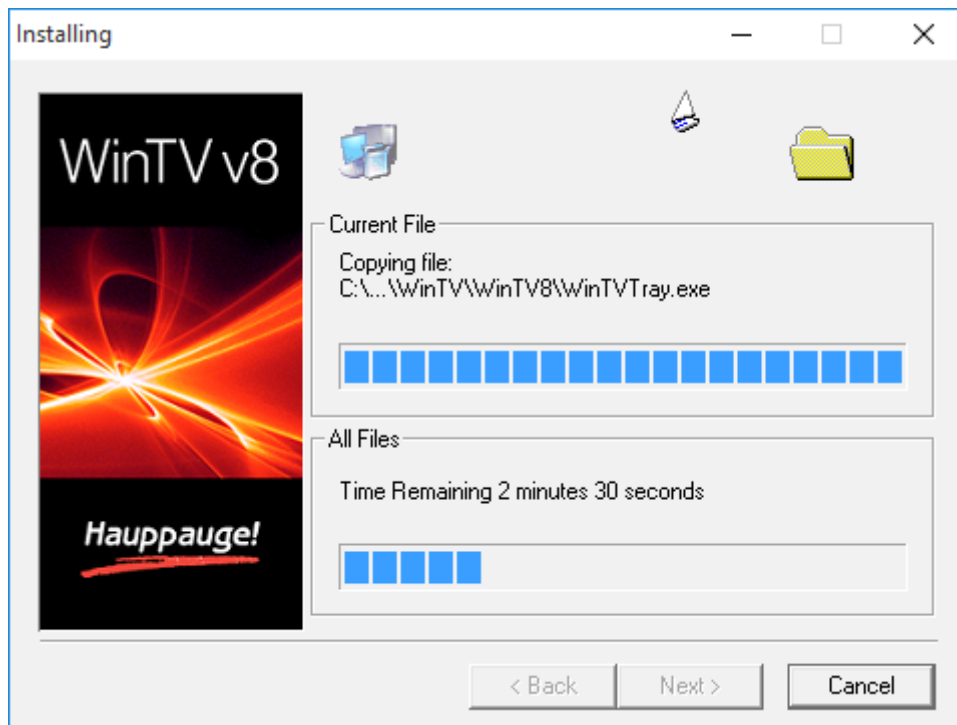 Installing
WinTV v8
Hauppauge!
Current File
Copying file:
C:\...\WinTV\WinTV8\WinTVTray.exe
All Files
Time Remaining 2 minutes 30 seconds
< Back
Next >
Cancel